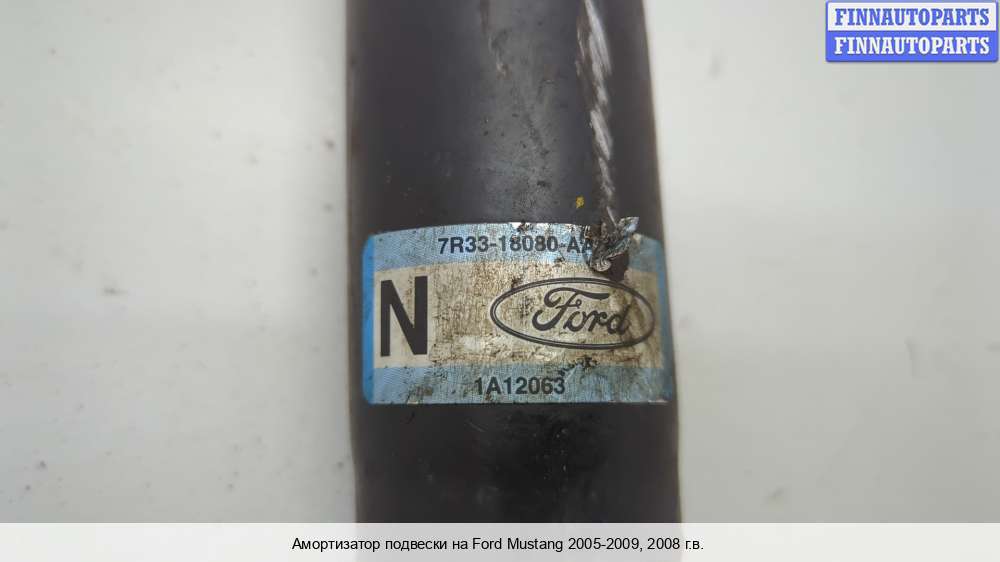 FINNAUTOPARTS
FINNAUTOPARTS
7R33-18080-AA
N
Ford
1A12063
Амортизатор подвески на Ford Mustang 2005-2009, 2008 г.в.